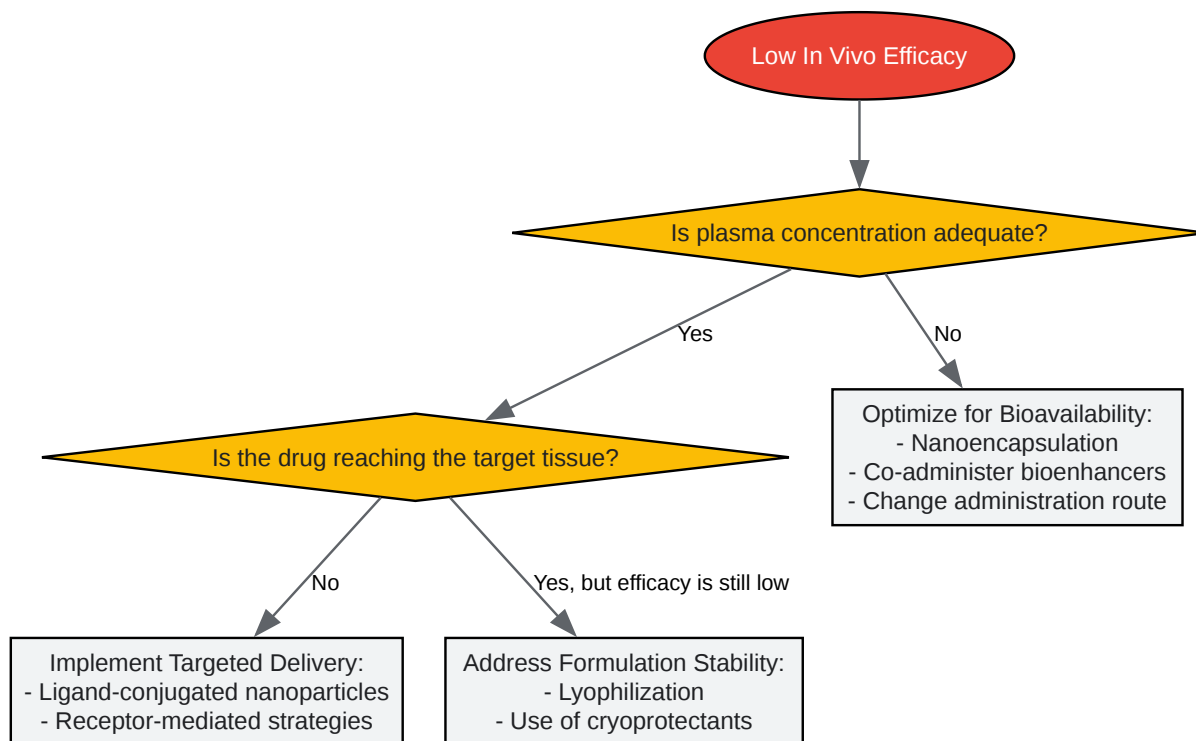 Low In Vivo Efficacy
Is plasma concentration adequate?
Yes
No
Is the drug reaching the target tissue?
Optimize for Bioavailability:
- Nanoencapsulation
- Co-administer bioenhancers
- Change administration route
No
Yes, but efficacy is still low
Implement Targeted Delivery:
- Ligand-conjugated nanoparticles
- Receptor-mediated strategies
Address Formulation Stability:
- Lyophilization
- Use of cryoprotectants